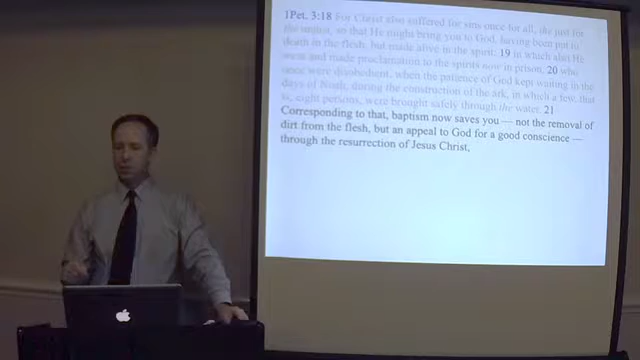 1Pet. 3:18 For Christ also suffered for sins once for all, the just for
the unjust, so that He might bring you to God, having been put to
death in the flesh, but made alive in the spirit; 19 in which also He
went and made proclamation to the spirits now in prison, 20 who
once were disobedient, when the patience of God kept waiting in the
days of Noah, during the construction of the ark, in which a few, that
is, eight persons, were brought safely through the water. 21
Corresponding to that, baptism now saves you — not the removal of
dirt from the flesh, but an appeal to God for a good conscience —
through the resurrection of Jesus Christ,